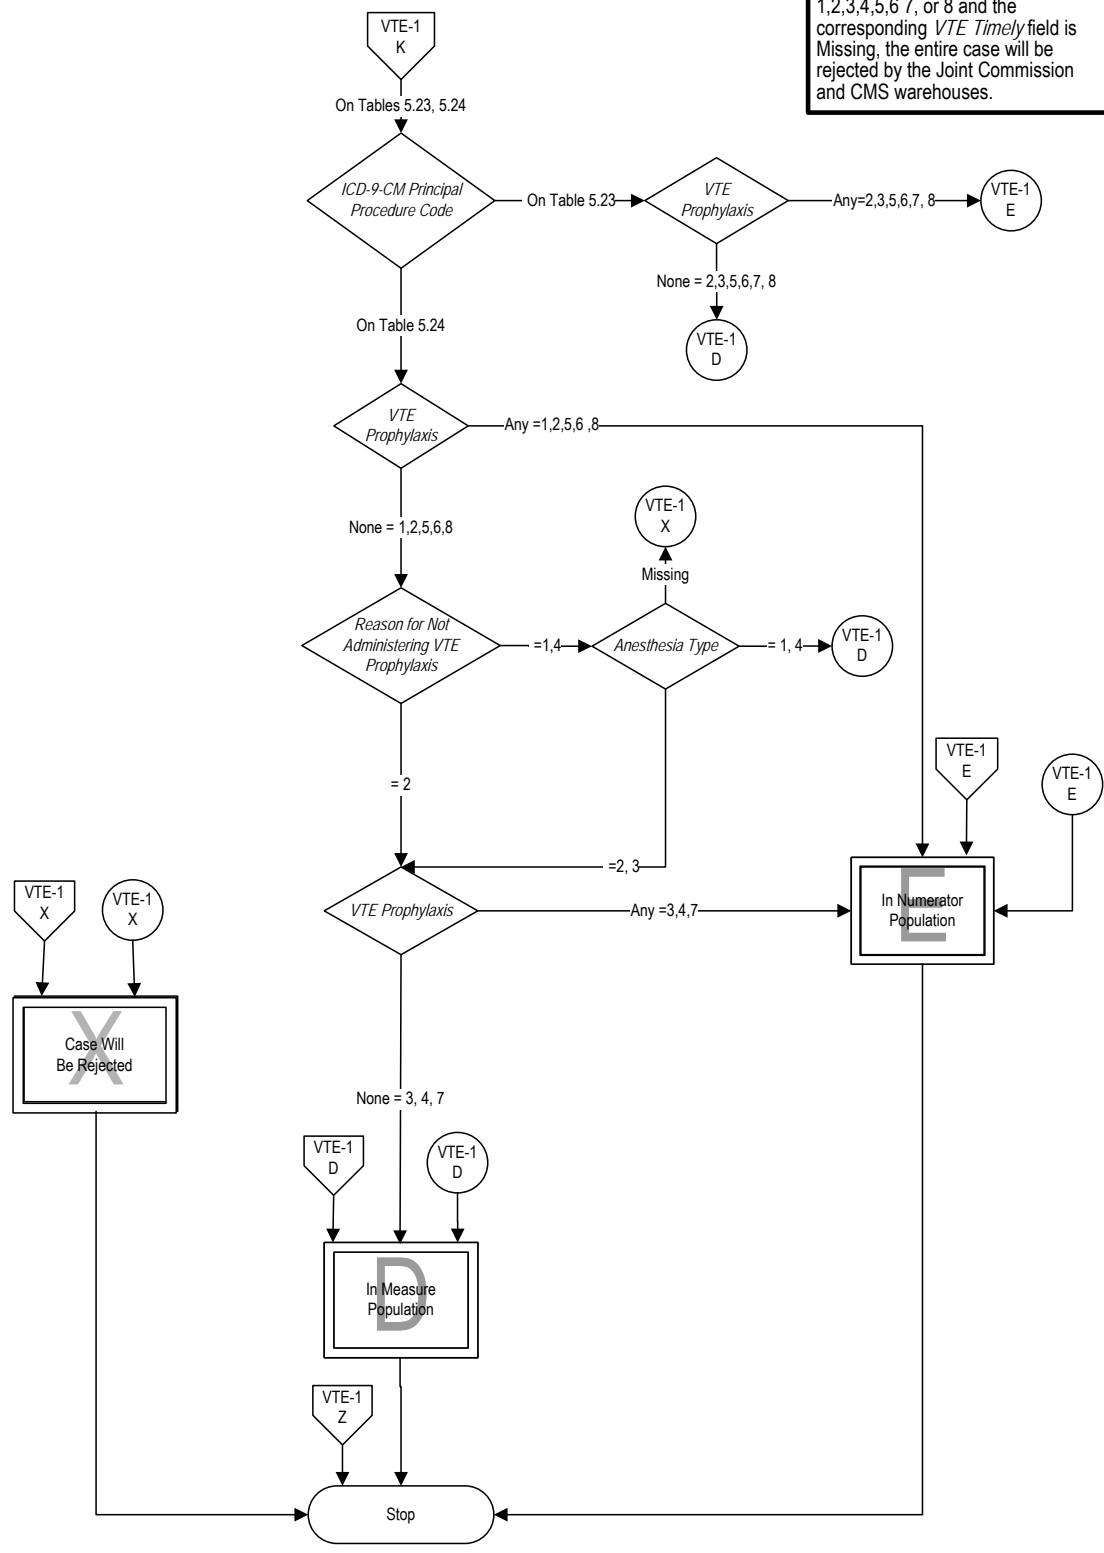 1,2,3,4,5,6 7, or 8 and the
corresponding VTE Timely field is
Missing, the entire case will be
rejected by the Joint Commission
and CMS warehouses.
VTE-1
K
On Tables 5.23, 5.24
ICD-9-CM Principal
Procedure Code
On Table 5.23
VTE
Prophylaxis
Any=2,3,5,6,7, 8
VTE-1
E
None = 2,3,5,6,7, 8
VTE-1
D
On Table 5.24
VTE
Prophylaxis
Any =1,2,5,6 ,8
None = 1,2,5,6,8
VTE-1
X
Missing
Reason for Not
Administering VTE
Prophylaxis
=1,4
Anesthesia Type
= 1, 4
VTE-1
D
= 2
=2, 3
VTE-1
E
VTE-1
E
VTE Prophylaxis
Any =3,4,7
E
In Numerator
Population
VTE-1
X
VTE-1
X
X
Case Will
Be Rejected
None = 3, 4, 7
VTE-1
D
VTE-1
D
D
In Measure
Population
VTE-1
Z
Stop